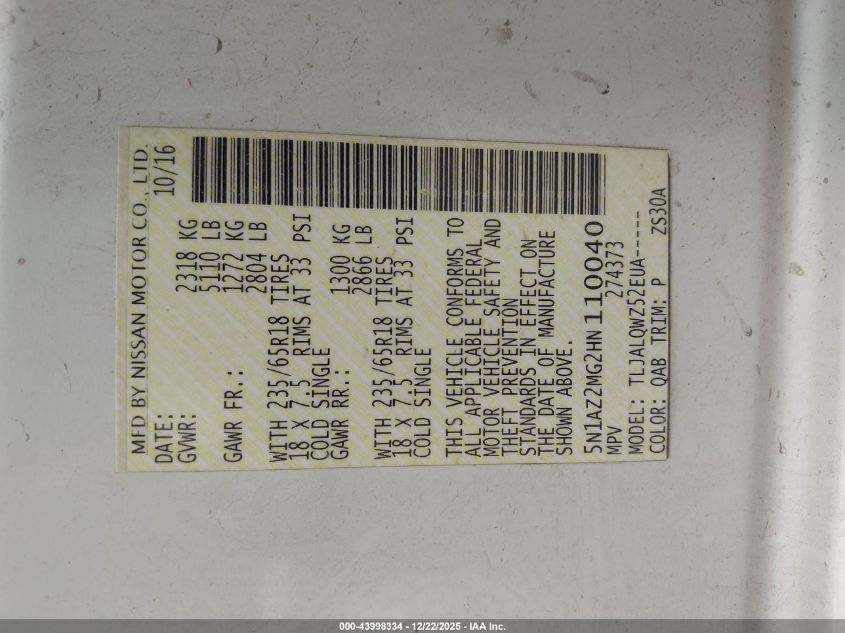 MFD BY NISSAN MOTOR CO., LTD.
DATE: 10/16
GVWR: 2318 KG
5110 LB
GAWR FR.: 1272 KG
2804 LB
WITH 235/65R18 TIRES
18 X 7.5, RIMS AT 33 PSI
COLD SINGLE
GAWR RR.: 1300 KG
2866 LB
WITH 235/65R18 TIRES
18 X 7.5, RIMS AT 33 PSI
COLD SINGLE
THIS VEHICLE CONFORMS TO
ALL APPLICABLE FEDERAL
MOTOR VEHICLE SAFETY AND
THEFT PREVENTION
STANDARDS IN EFFECT ON
THE DATE OF MANUFACTURE
SHOWN ABOVE.
5N1AZ2MG2HN110040
MPV 274373
MODEL: TLJALQWZ52EUA-----
COLOR: QAB TRIM: P ZS30A
000-43998334 - 12/22/2025 - IAA Inc.